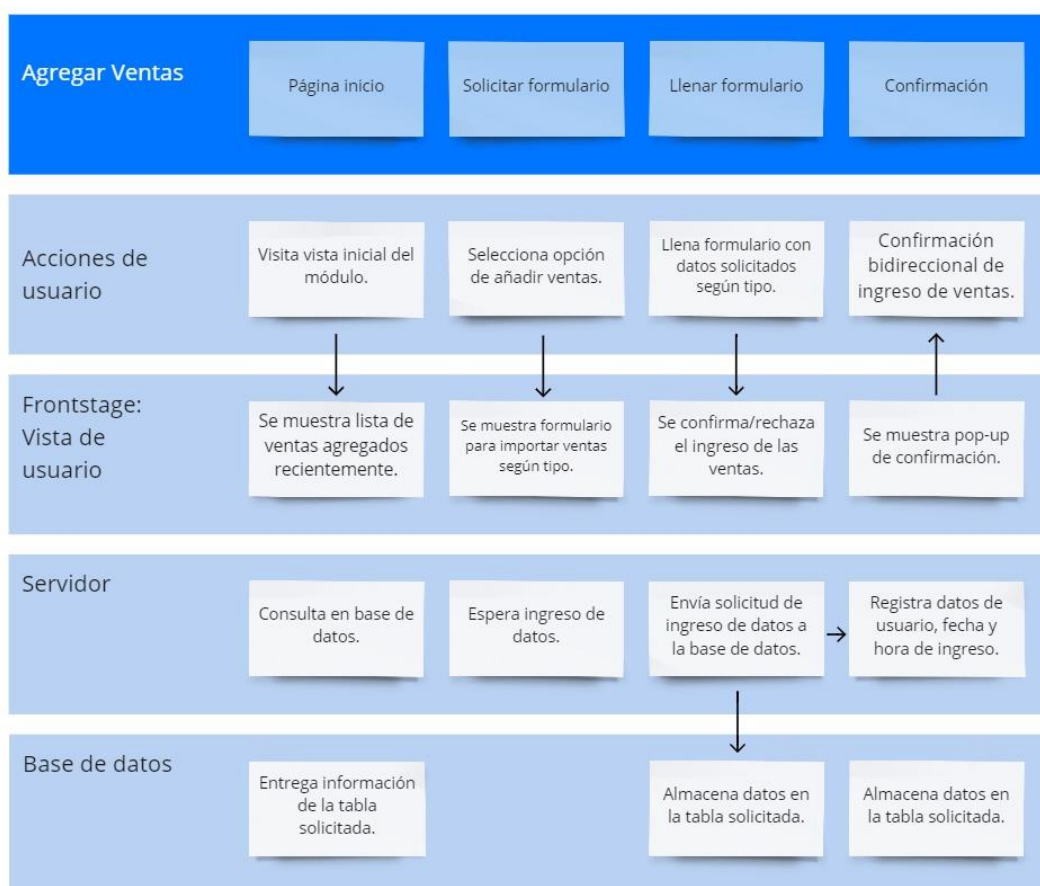 Agregar Ventas
Página inicio
Solicitar formulario
Llenar formulario
Confirmación
Acciones de
usuario
Visita vista inicial del
módulo.
Selecciona opción
de añadir ventas.
Llena formulario con
datos solicitados
según tipo.
Confirmación
bidireccional de
ingreso de ventas.
Frontstage:
Vista de
usuario
Se muestra lista de
ventas agregados
recientemente.
Se muestra formulario
para importar ventas
según tipo.
Se confirma/rechaza
el ingreso de las
ventas.
Se muestra pop-up
de confirmación.
Servidor
Consulta en base de
datos.
Espera ingreso de
datos.
Envía solicitud de
ingreso de datos a
la base de datos.
Registra datos de
usuario, fecha y
hora de ingreso.
Base de datos
Entrega información
de la tabla
solicitada.
Almacena datos en
la tabla solicitada.
Almacena datos en
la tabla solicitada.